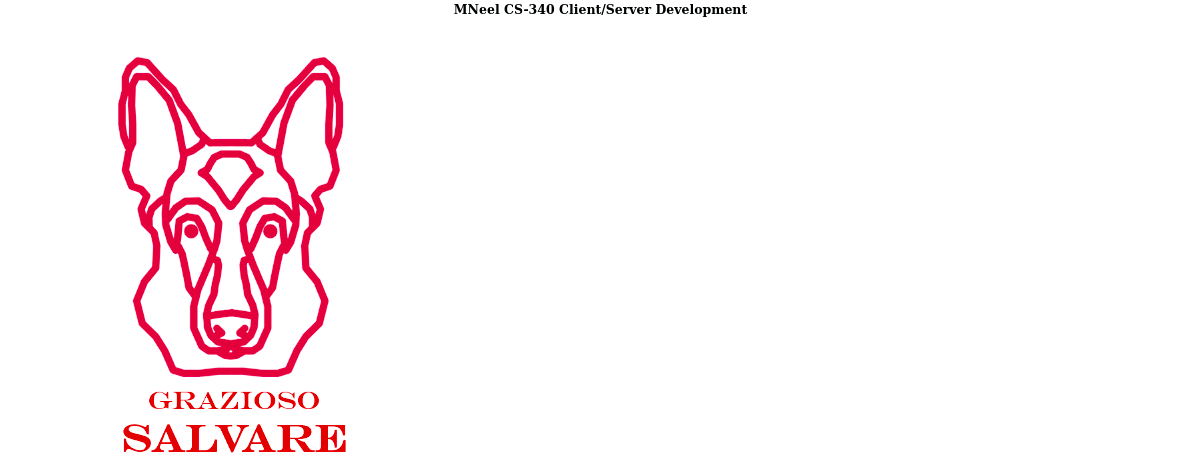 MNeel CS-340 Client/Server Development
GRAZIOSO
SALVARE